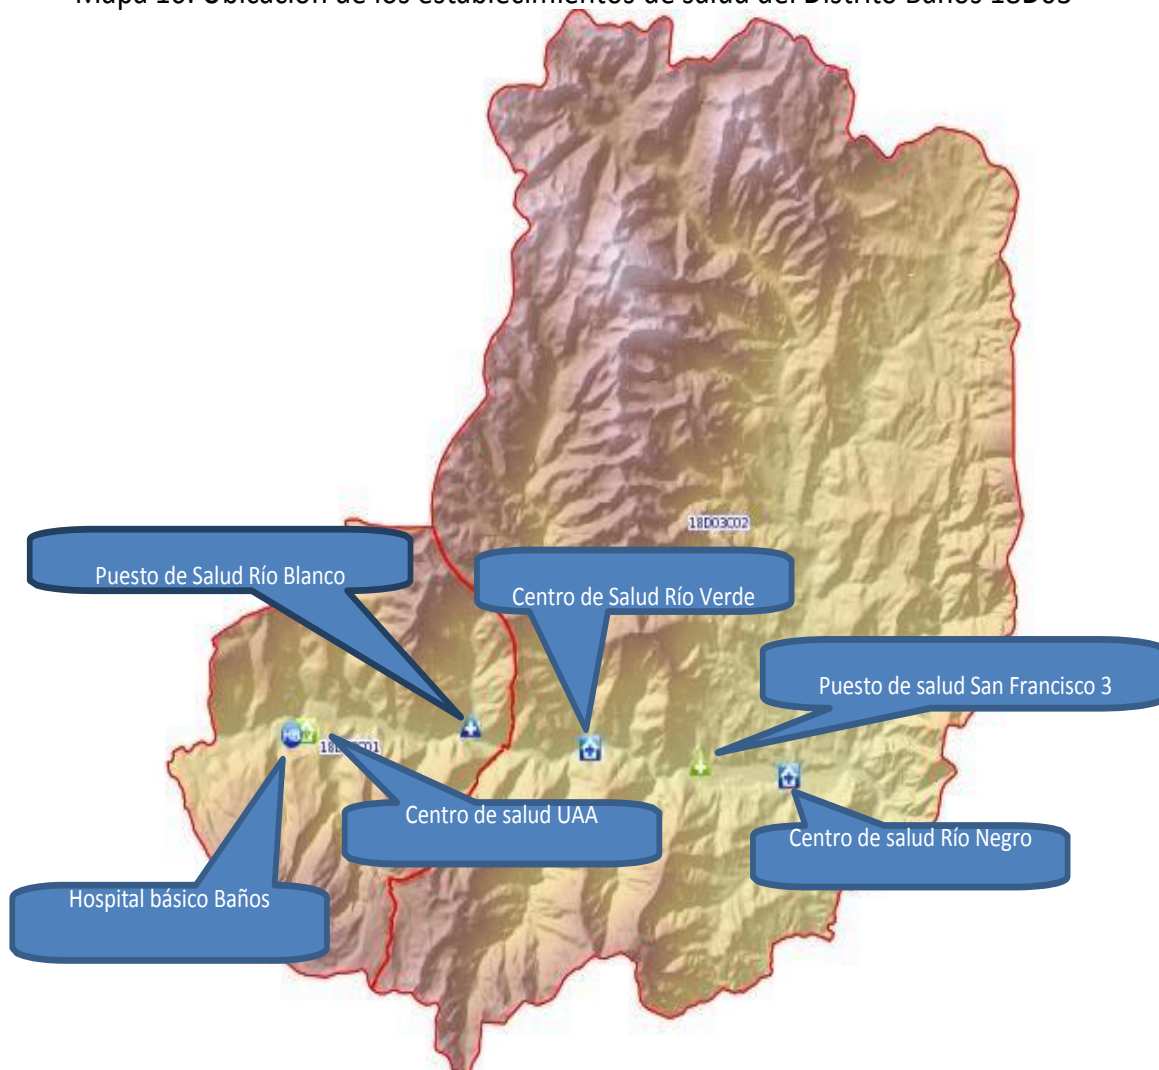 Mapa 10. Ubicación de los establecimientos de salud del Distrito Baños 18D03
18D03C02
Puesto de Salud Río Blanco
Centro de Salud Río Verde
Puesto de salud San Francisco 3
HB
Centro de salud UAA
Centro de salud Río Negro
Hospital básico Baños